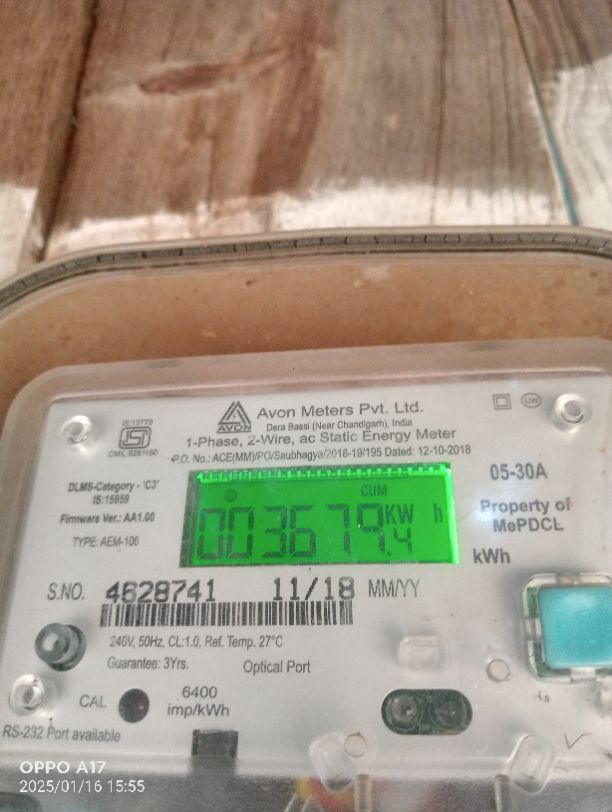 AVON
Avon Meters Pvt. Ltd.
Dera Bassi (Near Chandigarh), India
1-Phase, 2-Wire, ac Static Energy Meter
P.O. No.: ACE(MM)/PO/Saubhagya/2018-19/195 Dated: 12-10-2018
IS:13779
ISI
UW
DLMS-Category - 'C3'
IS:15959
Firmware Ver.: AA1.00
TYPE: AEM-106
CUM
003679.4 KW h
05-30A
Property of
MePDCL
kWh
S.NO. 4628741 11/18 MM/YY
240V, 50Hz, CL:1.0, Ref. Temp. 27°C
Guarantee: 3Yrs. Optical Port
CAL 6400
imp/kWh
RS-232 Port available
OPPO A17
2025/01/16 15:55